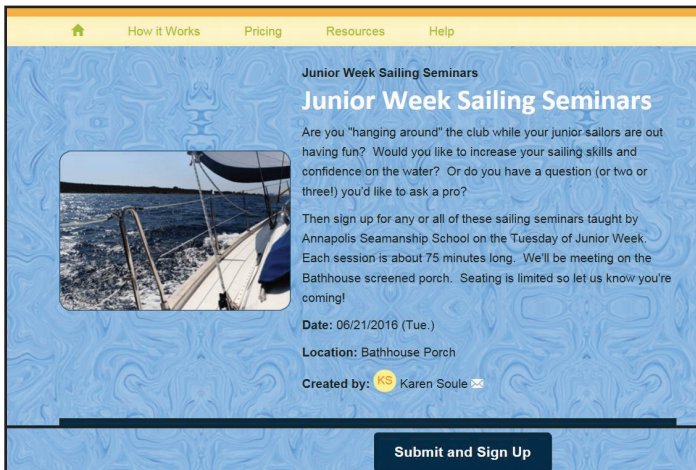 How it Works Pricing Resources Help
Junior Week Sailing Seminars
Junior Week Sailing Seminars
Are you "hanging around" the club while your junior sailors are out
having fun? Would you like to increase your sailing skills and
confidence on the water? Or do you have a question (or two or
three!) you'd like to ask a pro?
Then sign up for any or all of these sailing seminars taught by
Annapolis Seamanship School on the Tuesday of Junior Week.
Each session is about 75 minutes long. We'll be meeting on the
Bathhouse screened porch. Seating is limited so let us know you're
coming!
Date: 06/21/2016 (Tue.)
Location: Bathhouse Porch
Created by: KS Karen Soule
Submit and Sign Up